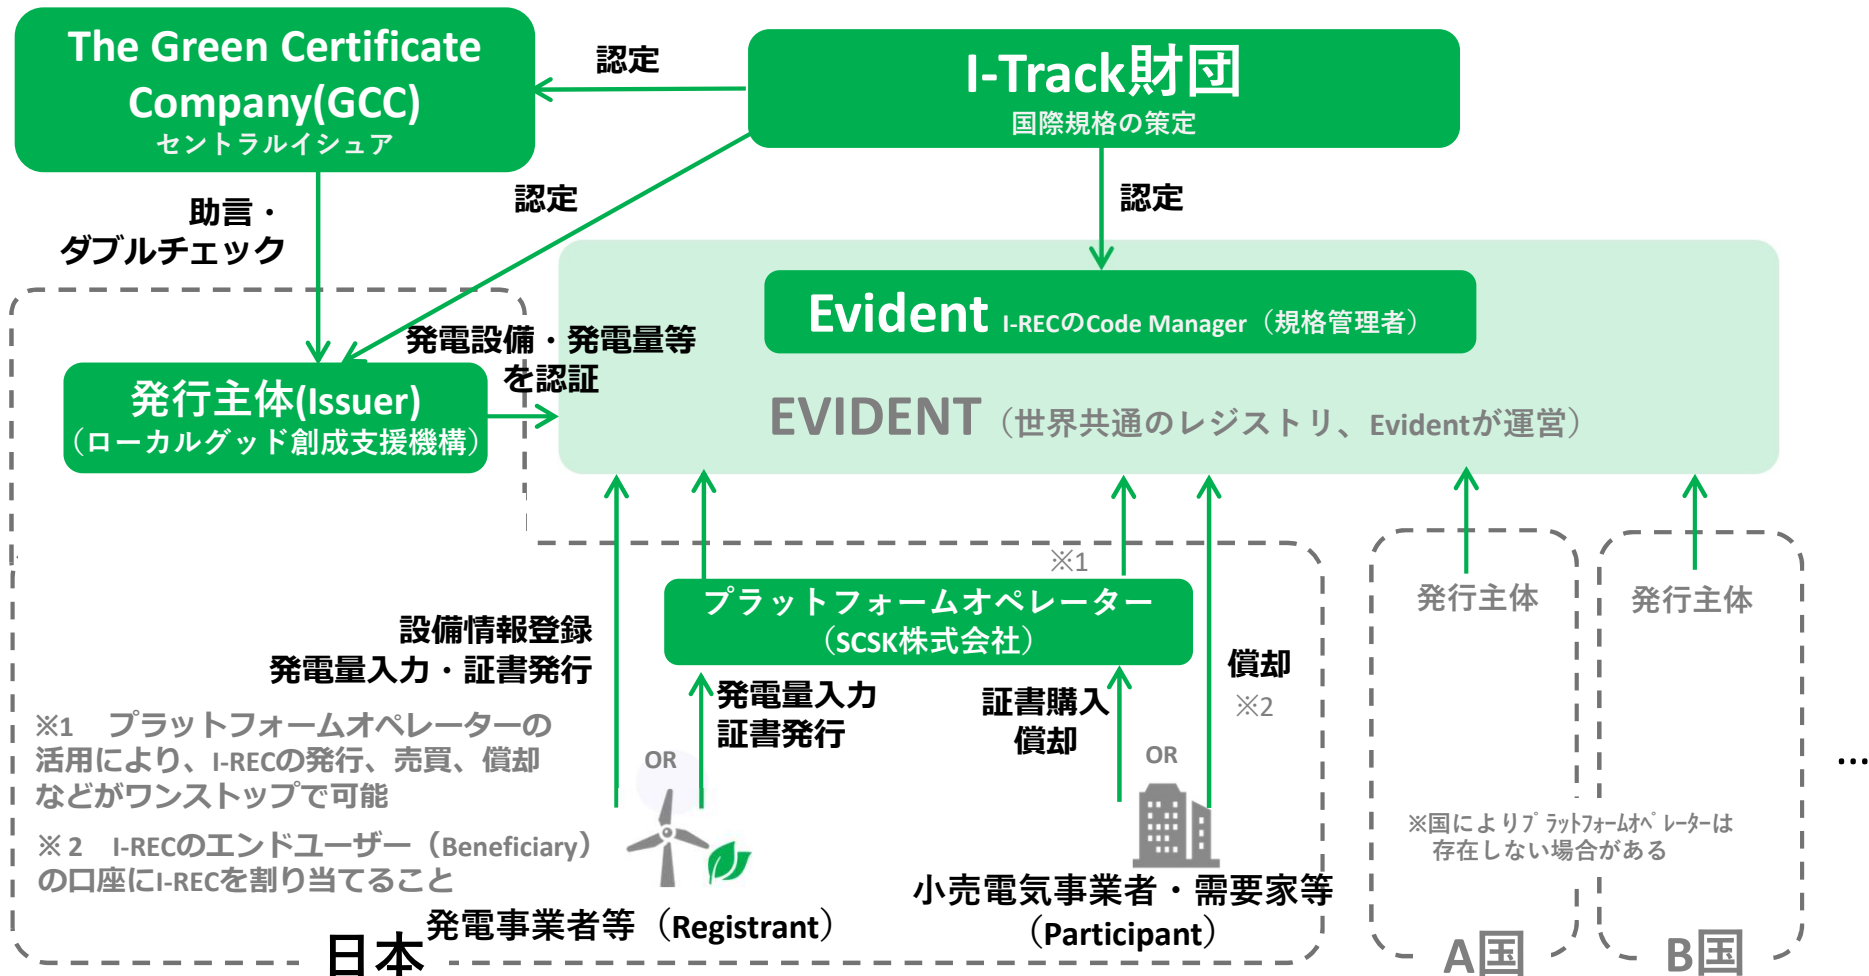 The Green Certificate
Company(GCC)
セントラルイシュア
認定
I-Track財団
国際規格の策定
助言・
ダブルチェック
認定
認定
Evident I-RECのCode Manager（規格管理者）
発電設備・発電量等
を認証
発行主体(Issuer)
（ローカルグッド創成支援機構）
EVIDENT（世界共通のレジストリ、Evidentが運営）
※1
プラットフォームオペレーター
（SCSK株式会社）
発行主体
発行主体
設備情報登録
発電量入力・証書発行
発電量入力
証書発行
証書購入
償却
償却
※2
※1　プラットフォームオペレーターの
活用により、I-RECの発行、売買、償却
などがワンストップで可能
OR
OR
…
※2　I-RECのエンドユーザー（Beneficiary）
の口座にI-RECを割り当てること
※国によりﾌﾟﾗｯﾄﾌｫｰﾑｵﾍﾟﾚｰﾀｰは
存在しない場合がある
発電事業者等（Registrant）
小売電気事業者・需要家等
（Participant）
日本
A国
B国